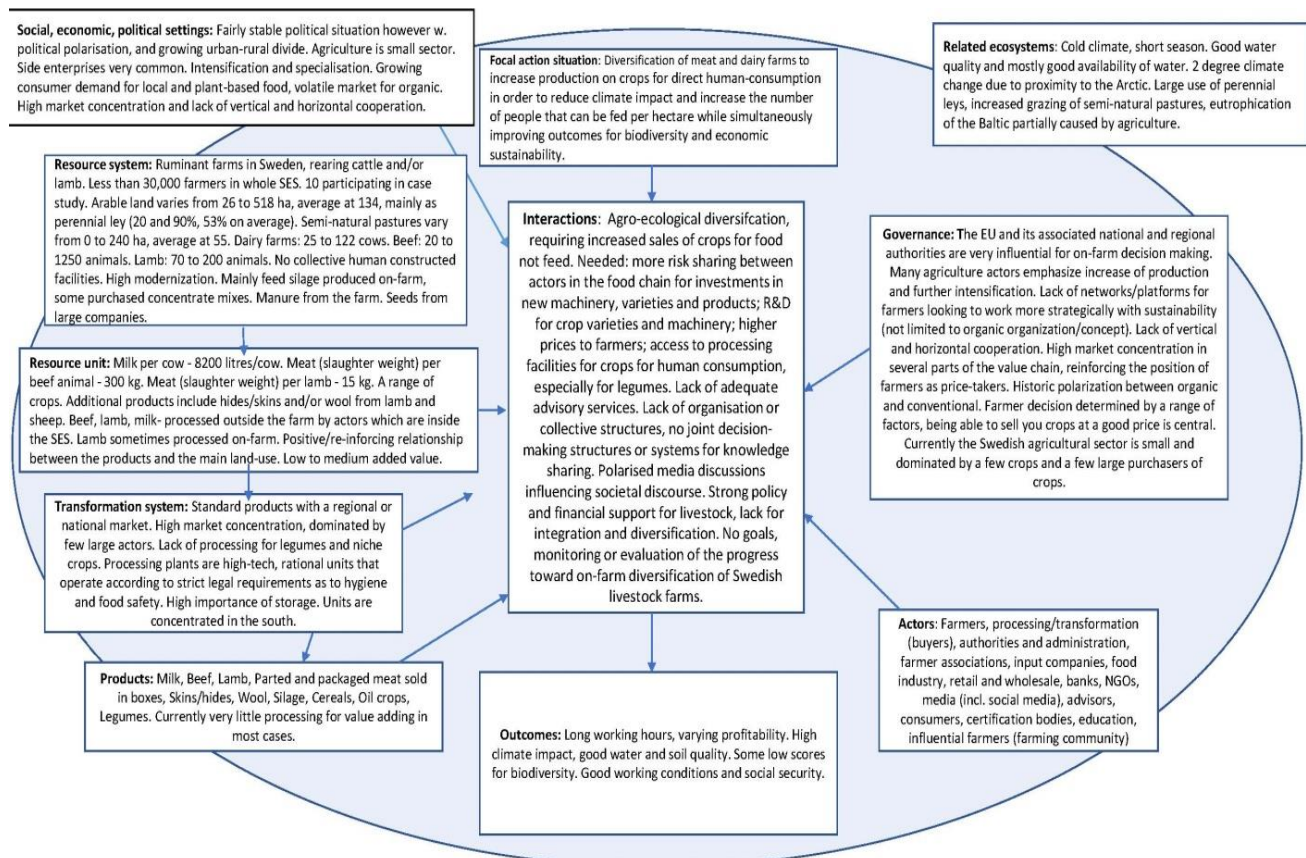 Social, economic, political settings: Fairly stable political situation however w.
political polarisation, and growing urban-rural divide. Agriculture is small sector.
Side enterprises very common. Intensification and specialisation. Growing
consumer demand for local and plant-based food, volatile market for organic.
High market concentration and lack of vertical and horizontal cooperation.
Focal action situation: Diversification of meat and dairy farms to
increase production on crops for direct human-consumption
in order to reduce climate impact and increase the number
of people that can be fed per hectare while simultaneously
improving outcomes for biodiversity and economic
sustainability.
Related ecosystems: Cold climate, short season. Good water
quality and mostly good availability of water. 2 degree climate
change due to proximity to the Arctic. Large use of perennial
leys, increased grazing of semi-natural pastures, eutrophication
of the Baltic partially caused by agriculture.
Resource system: Ruminant farms in Sweden, rearing cattle and/or
lamb. Less than 30,000 farmers in whole SES. 10 participating in case
study. Arable land varies from 26 to 518 ha, average at 134, mainly as
perennial ley (20 and 90%, 53% on average). Semi-natural pastures vary
from 0 to 240 ha, average at 55. Dairy farms: 25 to 122 cows. Beef: 20 to
1250 animals. Lamb: 70 to 200 animals. No collective human constructed
facilities. High modernization. Mainly feed silage produced on-farm,
some purchased concentrate mixes. Manure from the farm. Seeds from
large companies.
Resource unit: Milk per cow - 8200 litres/cow. Meat (slaughter weight) per
beef animal - 300 kg. Meat (slaughter weight) per lamb - 15 kg. A range of
crops. Additional products include hides/skins and/or wool from lamb and
sheep. Beef, lamb, milk- processed outside the farm by actors which are inside
the SES. Lamb sometimes processed on-farm. Positive/re-inforcing relationship
between the products and the main land-use. Low to medium added value.
Transformation system: Standard products with a regional or
national market. High market concentration, dominated by
few large actors. Lack of processing for legumes and niche
crops. Processing plants are high-tech, rational units that
operate according to strict legal requirements as to hygiene
and food safety. High importance of storage. Units are
concentrated in the south.
Products: Milk, Beef, Lamb, Parted and packaged meat sold
in boxes, Skins/hides, Wool, Silage, Cereals, Oil crops,
Legumes. Currently very little processing for value adding in
most cases.
Interactions: Agro-ecological diversifcation,
requiring increased sales of crops for food
not feed. Needed: more risk sharing between
actors in the food chain for investments in
new machinery, varieties and products; R&D
for crop varieties and machinery; higher
prices to farmers; access to processing
facilities for crops for human consumption,
especially for legumes. Lack of adequate
advisory services. Lack of organisation or
collective structures, no joint decision-
making structures or systems for knowledge
sharing. Polarised media discussions
influencing societal discourse. Strong policy
and financial support for livestock, lack for
integration and diversification. No goals,
monitoring or evaluation of the progress
toward on-farm diversification of Swedish
livestock farms.
Outcomes: Long working hours, varying profitability. High
climate impact, good water and soil quality. Some low scores
for biodiversity. Good working conditions and social security.
Governance: The EU and its associated national and regional
authorities are very influential for on-farm decision making.
Many agriculture actors emphasize increase of production
and further intensification. Lack of networks/platforms for
farmers looking to work more strategically with sustainability
(not limited to organic organization/concept). Lack of vertical
and horizontal cooperation. High market concentration in
several parts of the value chain, reinforcing the position of
farmers as price-takers. Historic polarization between organic
and conventional. Farmer decision determined by a range of
factors, being able to sell you crops at a good price is central.
Currently the Swedish agricultural sector is small and
dominated by a few crops and a few large purchasers of
crops.
Actors: Farmers, processing/transformation
(buyers), authorities and administration,
farmer associations, input companies, food
industry, retail and wholesale, banks, NGOs,
media (incl. social media), advisors,
consumers, certification bodies, education,
influential farmers (farming community)